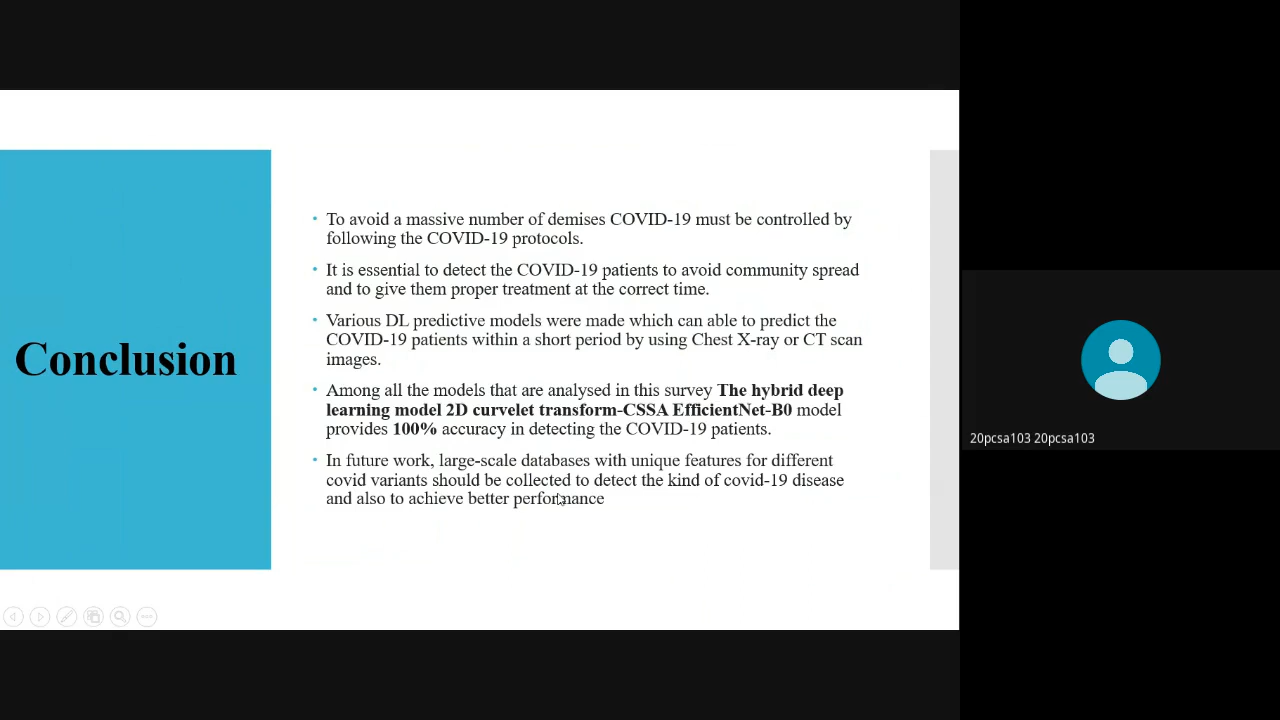 Conclusion
• To avoid a massive number of demises COVID-19 must be controlled by
following the COVID-19 protocols.
• It is essential to detect the COVID-19 patients to avoid community spread
and to give them proper treatment at the correct time.
• Various DL predictive models were made which can able to predict the
COVID-19 patients within a short period by using Chest X-ray or CT scan
images.
• Among all the models that are analysed in this survey The hybrid deep
learning model 2D curvelet transform-CSSA EfficientNet-B0 model
provides 100% accuracy in detecting the COVID-19 patients.
• In future work, large-scale databases with unique features for different
covid variants should be collected to detect the kind of covid-19 disease
and also to achieve better performance
20pcsa103 20pcsa103